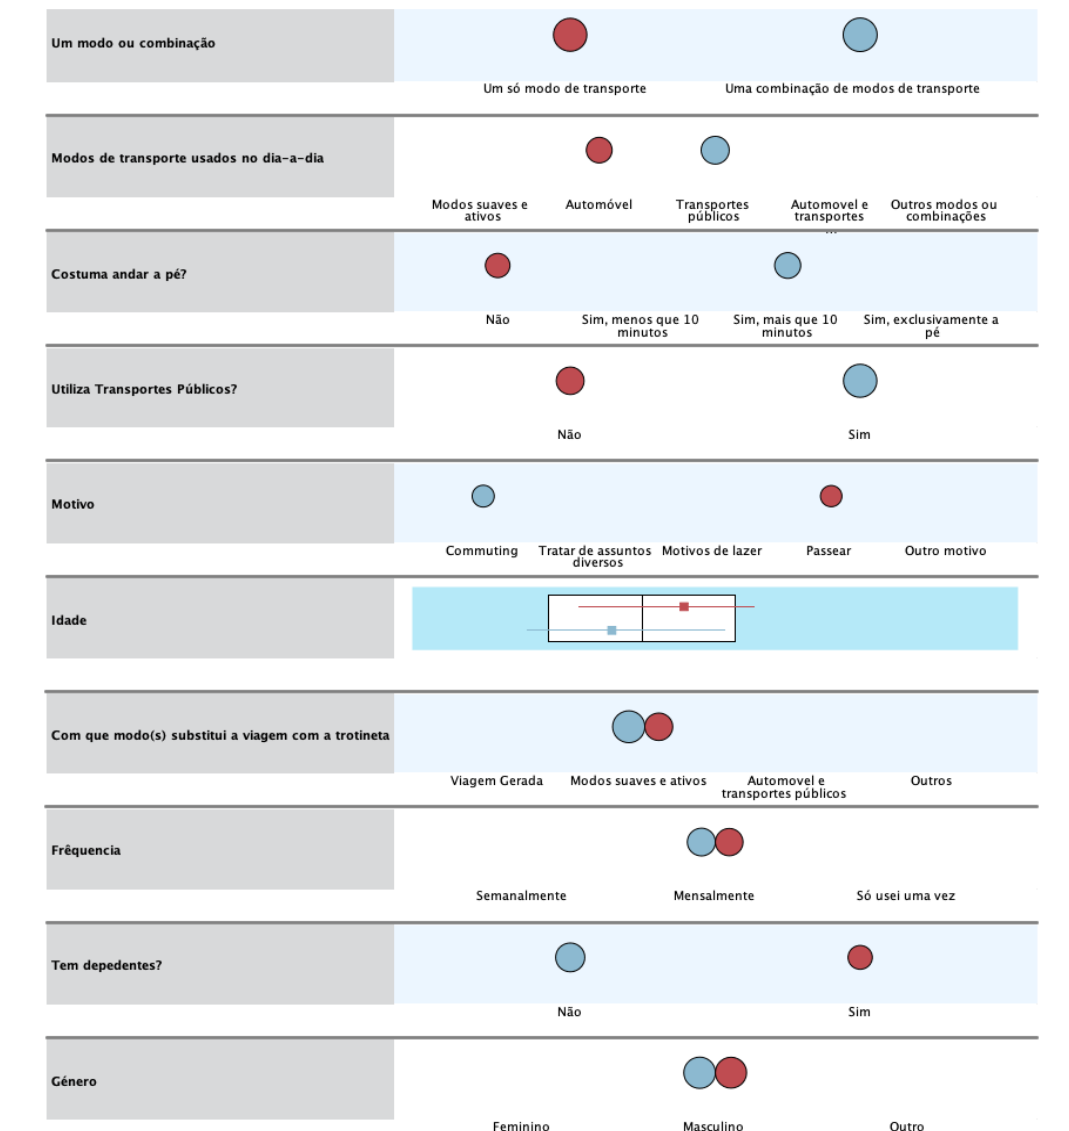 Um modo ou combinação
Um só modo de transporte
Uma combinação de modos de transporte
Modos de transporte usados no dia-a-dia
Modos suaves e
ativos
Automóvel
Transportes
públicos
Automovel e
transportes
...
Outros modos ou
combinações
Costuma andar a pé?
Não
Sim, menos que 10
minutos
Sim, mais que 10
minutos
Sim, exclusivamente a
pé
Utiliza Transportes Públicos?
Não
Sim
Motivo
Commuting
Tratar de assuntos
diversos
Motivos de lazer
Passear
Outro motivo
Idade
Com que modo(s) substitui a viagem com a trotineta
Viagem Gerada
Modos suaves e ativos
Automovel e
transportes públicos
Outros
Frêquencia
Semanalmente
Mensalmente
Só usei uma vez
Tem depedentes?
Não
Sim
Género
Feminino
Masculino
Outro